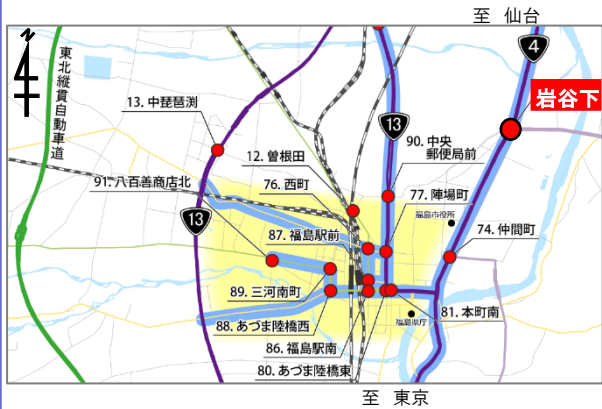 至 仙台
4
岩谷下
東北縦貫自動車道
13. 中琵琶渕
13
90. 中央
郵便局前
12. 曽根田
91. 八百善商店北
76. 西町
77. 陣場町
福島市役所
13
87. 福島駅前
74. 仲間町
89. 三河南町
88. あづま陸橋西
福島県庁
81. 本町南
86. 福島駅南
80. あづま陸橋東
至 東京